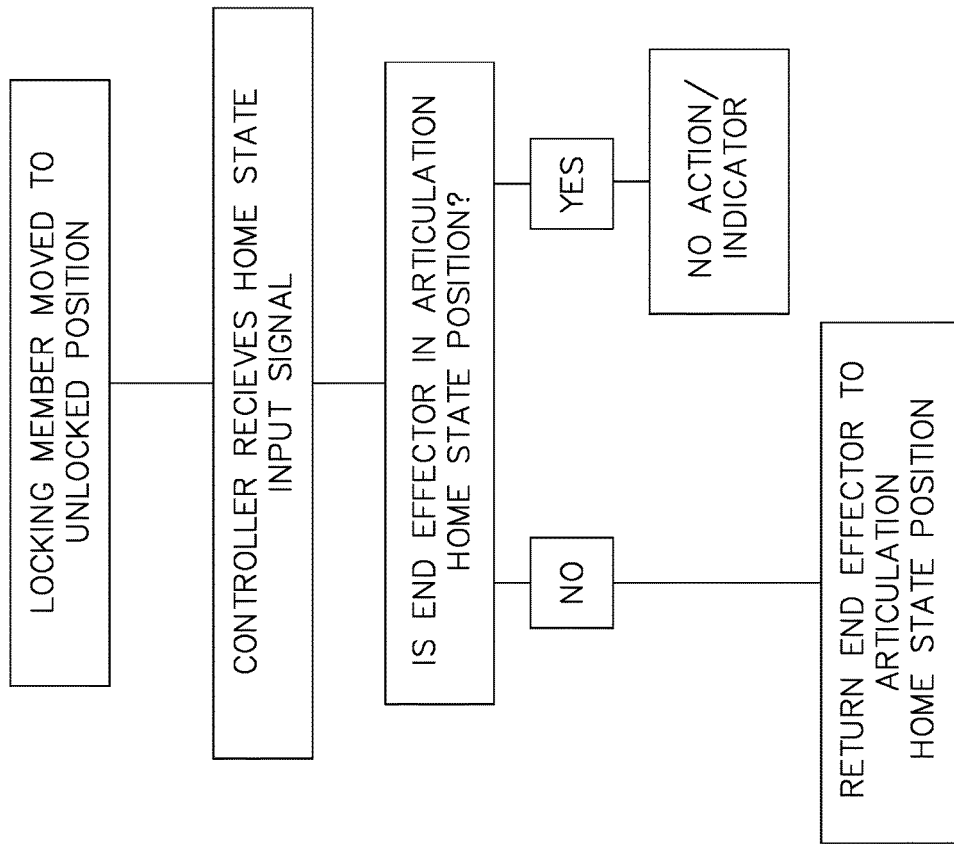 LOCKING MEMBER MOVED TO
UNLOCKED POSITION
CONTROLLER RECIEVES HOME STATE
INPUT SIGNAL
IS END EFFECTOR IN ARTICULATION
HOME STATE POSITION?
NO
YES
RETURN END EFFECTOR TO
ARTICULATION
HOME STATE POSITION
NO ACTION/
INDICATOR